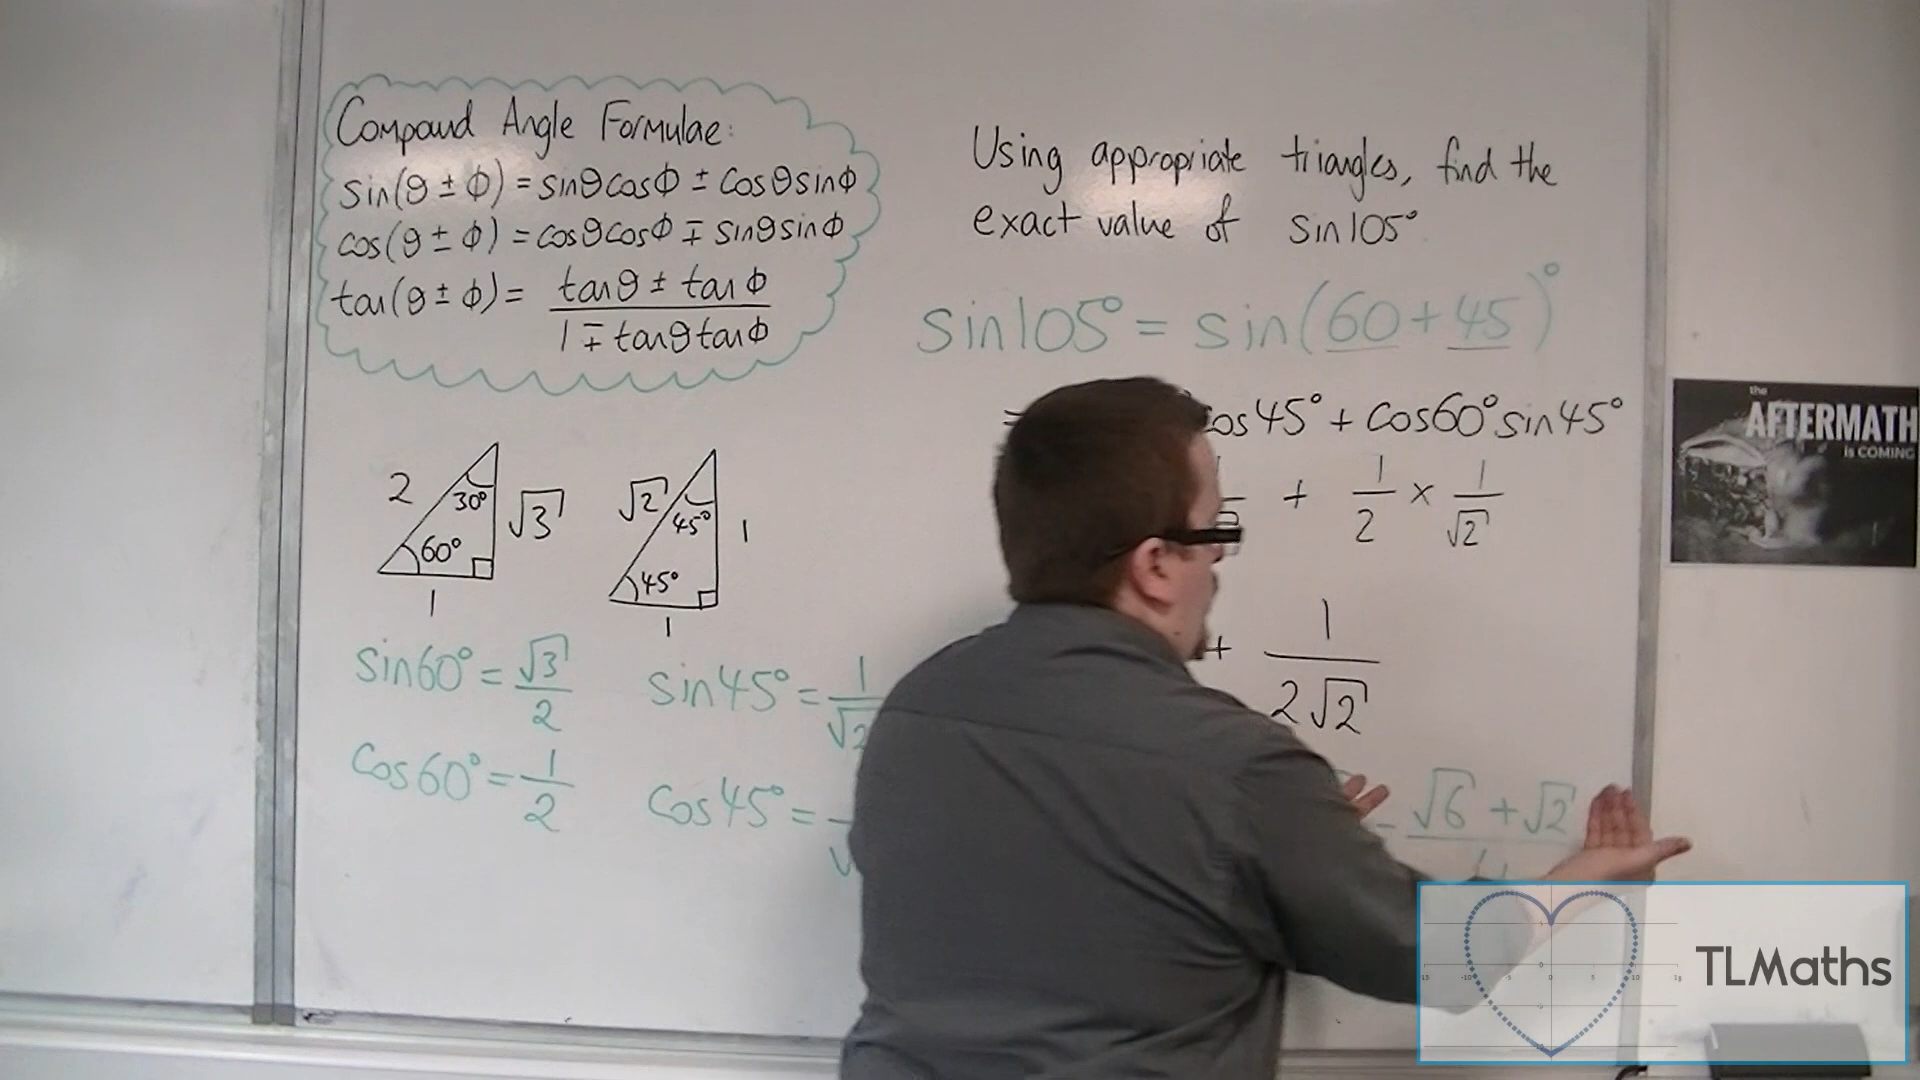 Compound Angle Formulae:
sin(θ ± φ) = sinθcosφ ± cosθsinφ
cos(θ ± φ) = cosθcosφ ∓ sinθsinφ
tan(θ ± φ) = tanθ ± tanφ
1 ∓ tanθtanφ
2 30° √3
60°
1
√2 45° 1
45°
1
sin60° = √3/2
cos60° = 1/2
sin45° = 1/√2
cos45° =
Using appropriate triangles, find the
exact value of sin105°
sin105° = sin(60 + 45)°
cos45° + cos60°sin45°
+ 1/2 × 1/√2
+ 1/2√2
√6 + √2
the
AFTERMATH
is COMING
TLMaths